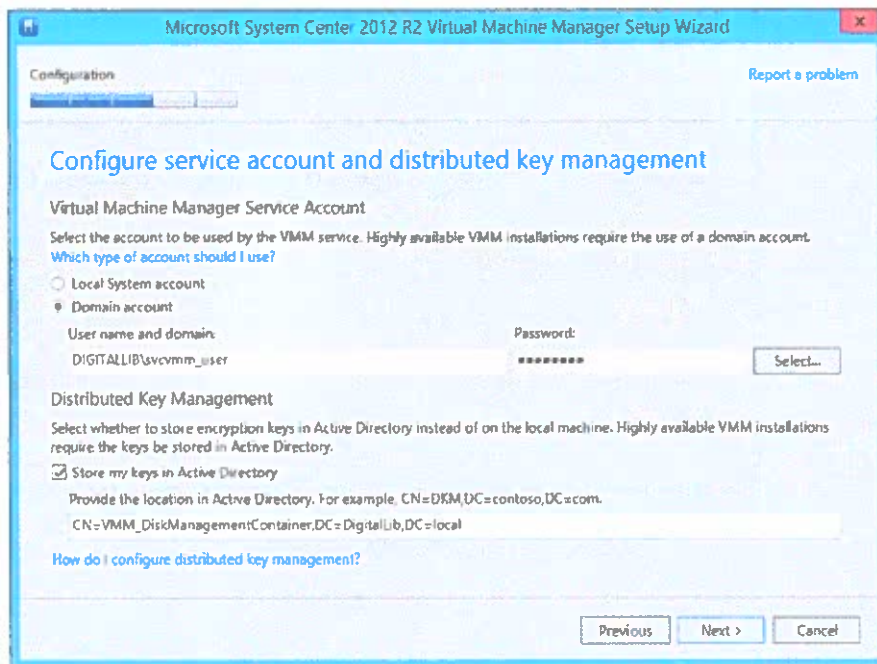 Microsoft System Center 2012 R2 Virtual Machine Manager Setup Wizard
Configuration
Report a problem
Configure service account and distributed key management
Virtual Machine Manager Service Account
Select the account to be used by the VMM service. Highly available VMM installations require the use of a domain account.
Which type of account should I use?
Local System account
Domain account
User name and domain:
Password:
DIGITALLIB\svcvmm_user
Select...
Distributed Key Management
Select whether to store encryption keys in Active Directory instead of on the local machine. Highly available VMM installations
require the keys be stored in Active Directory.
Store my keys in Active Directory
Provide the location in Active Directory. For example, CN=DKM,DC=contoso,DC=com.
CN=VMM_DiskManagementContainer,DC=DigitalLib,DC=local
How do I configure distributed key management?
Previous
Next >
Cancel